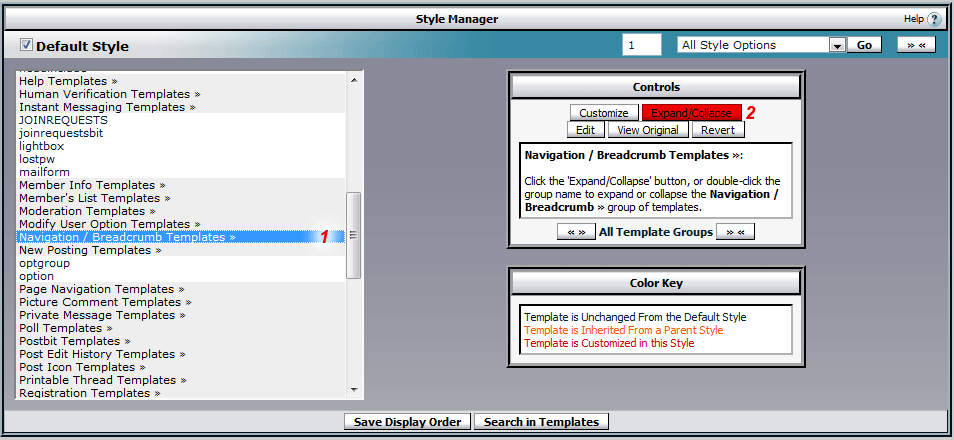 Style Manager
Help ?
Default Style
1
All Style Options
Go
» «
Help Templates »
Human Verification Templates »
Instant Messaging Templates »
JOINREQUESTS
joinrequestsbit
lightbox
lostpw
mailform
Member Info Templates »
Member's List Templates »
Moderation Templates »
Modify User Option Templates »
Navigation / Breadcrumb Templates » 1
New Posting Templates »
optgroup
option
Page Navigation Templates »
Picture Comment Templates »
Private Message Templates »
Poll Templates »
Postbit Templates »
Post Edit History Templates »
Post Icon Templates »
Printable Thread Templates »
Registration Templates »
Controls
Customize Expand/Collapse 2
Edit View Original Revert
Navigation / Breadcrumb Templates »:
Click the 'Expand/Collapse' button, or double-click the
group name to expand or collapse the Navigation /
Breadcrumb » group of templates.
« » All Template Groups » «
Color Key
Template is Unchanged From the Default Style
Template is Inherited From a Parent Style
Template is Customized in this Style
Save Display Order Search in Templates